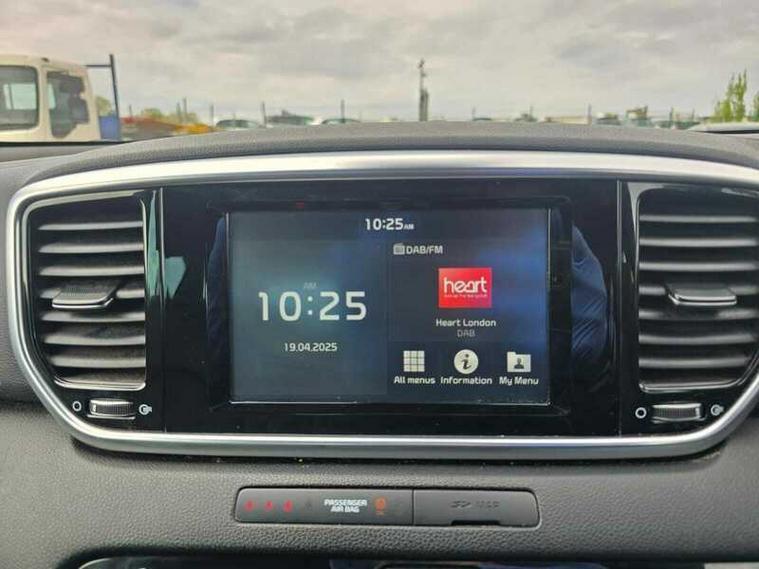 10:25AM
DAB/FM
AM
10:25
19.04.2025
heart
Heart London
DAB
All menus
Information
My Menu
PASSENGER
AIR BAG